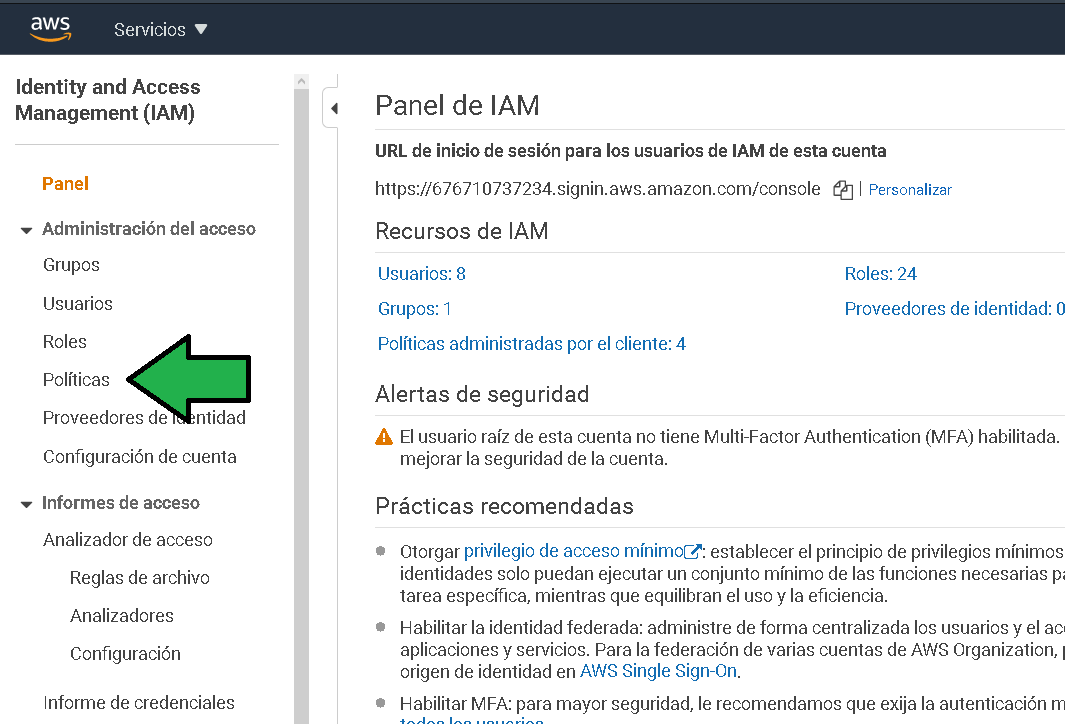 aws
Servicios
Identity and Access
Management (IAM)
Panel
Administración del acceso
Grupos
Usuarios
Roles
Políticas
Proveedores de identidad
Configuración de cuenta
Informes de acceso
Analizador de acceso
Reglas de archivo
Analizadores
Configuración
Informe de credenciales
Panel de IAM
URL de inicio de sesión para los usuarios de IAM de esta cuenta
https://676710737234.signin.aws.amazon.com/console | Personalizar
Recursos de IAM
Usuarios: 8 Roles: 24
Grupos: 1 Proveedores de identidad: 0
Políticas administradas por el cliente: 4
Alertas de seguridad
El usuario raíz de esta cuenta no tiene Multi-Factor Authentication (MFA) habilitada.
mejorar la seguridad de la cuenta.
Prácticas recomendadas
Otorgar privilegio de acceso mínimo: establecer el principio de privilegios mínimos
identidades solo puedan ejecutar un conjunto mínimo de las funciones necesarias
tarea específica, mientras que equilibran el uso y la eficiencia.
Habilitar la identidad federada: administre de forma centralizada los usuarios y el
aplicaciones y servicios. Para la federación de varias cuentas de AWS Organization,
origen de identidad en AWS Single Sign-On.
Habilitar MFA: para mayor seguridad, le recomendamos que exija la autenticación
todos los usuarios.